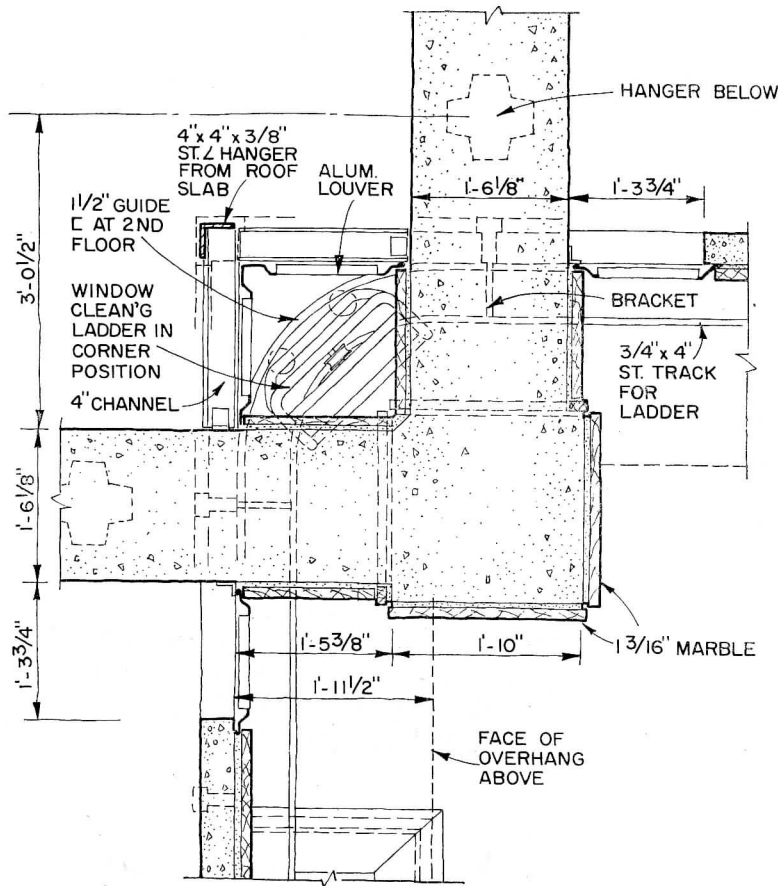 HANGER BELOW
4" x 4" x 3/8"
ST. ∠ HANGER
FROM ROOF
SLAB
ALUM.
LOUVER
1'-6 1/8"
1'-3 3/4"
1 1/2" GUIDE
⊏ AT 2ND
FLOOR
3'-0 1/2"
WINDOW
CLEAN'G
LADDER IN
CORNER
POSITION
BRACKET
3/4" x 4"
ST. TRACK
FOR
LADDER
4" CHANNEL
1'-6 1/8"
1'-5 3/8"
1'-10"
1 3/16" MARBLE
1'-3 3/4"
1'-11 1/2"
FACE OF
OVERHANG
ABOVE